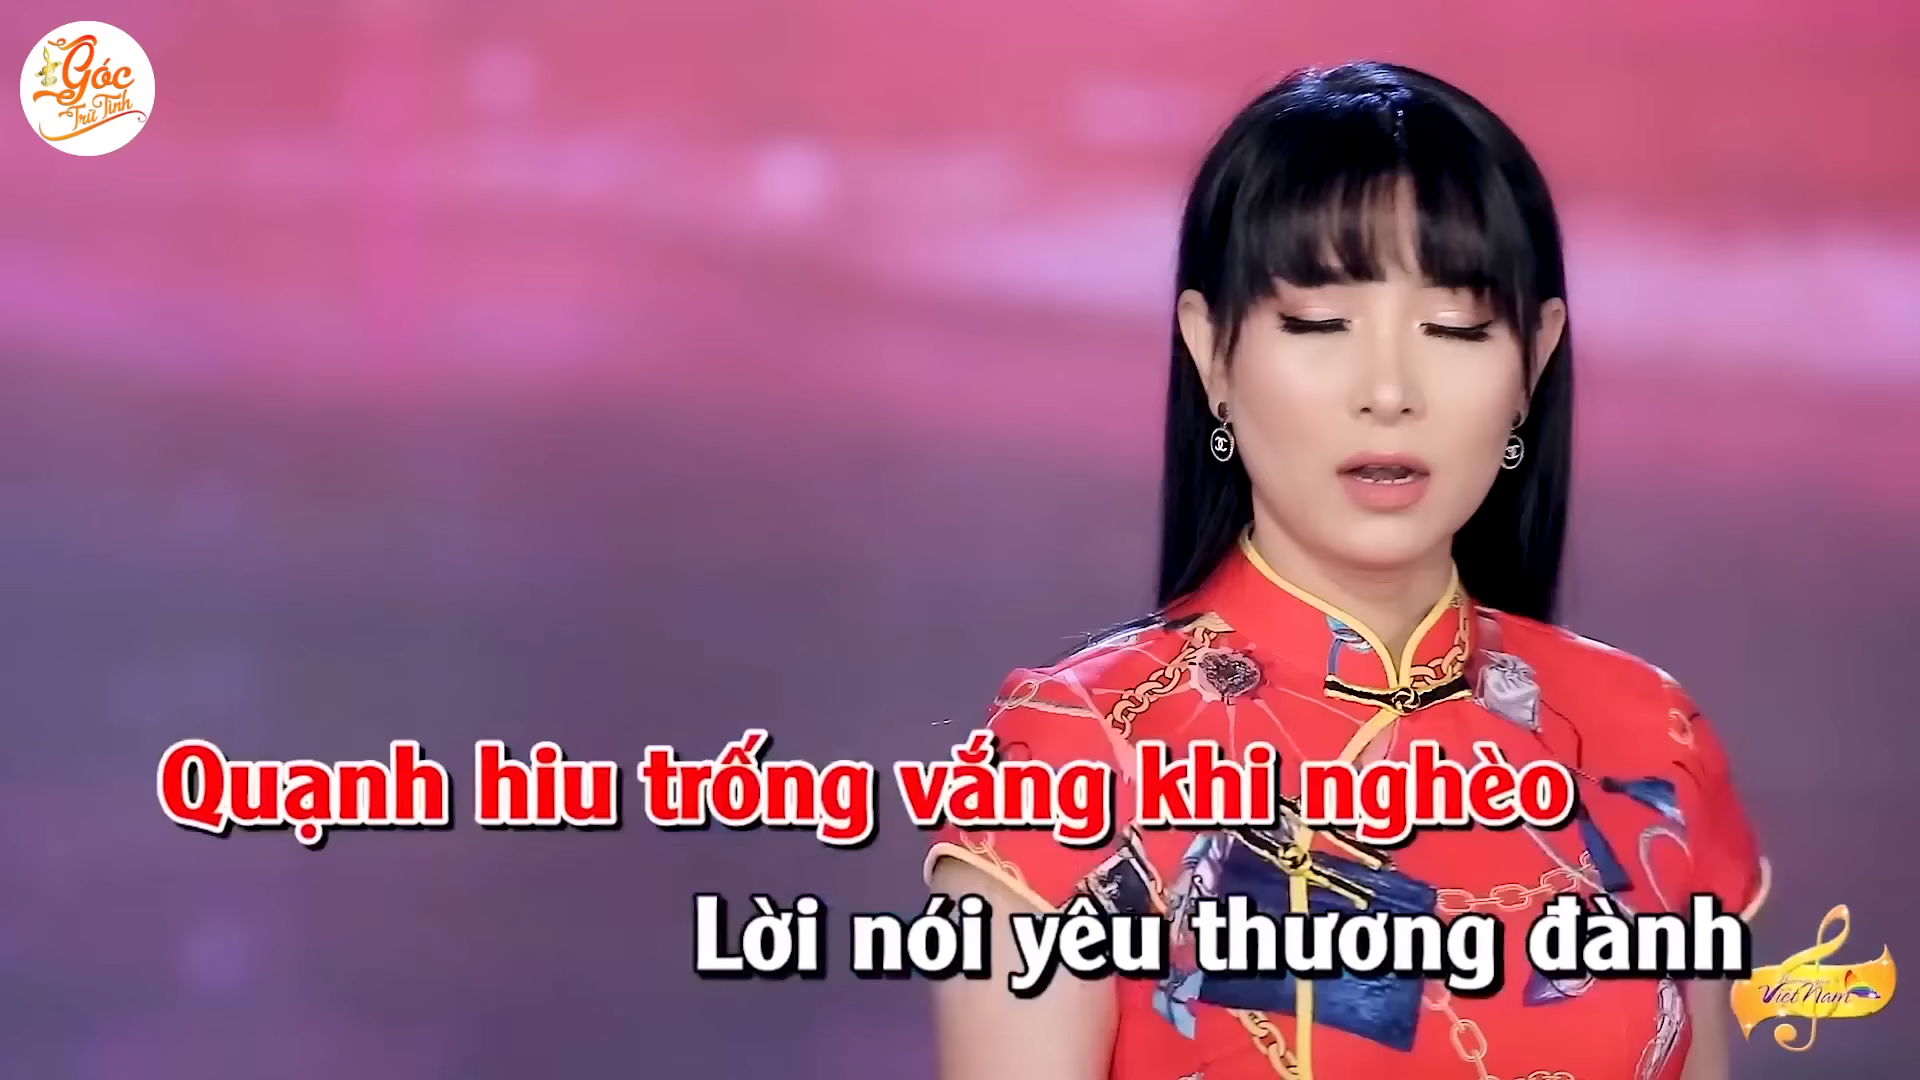 Góc
Trữ Tình
Quạnh hiu trống vắng khi nghèo
Lời nói yêu thương đành
Việt Nam